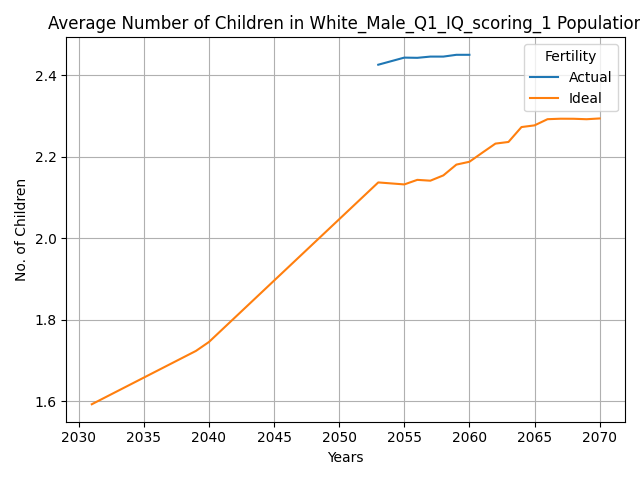 Average Number of Children in White_Male_Q1_IQ_scoring_1 Population
Fertility
Actual
Ideal
No. of Children
2.4
2.2
2.0
1.8
1.6
2030 2035 2040 2045 2050 2055 2060 2065 2070
Years